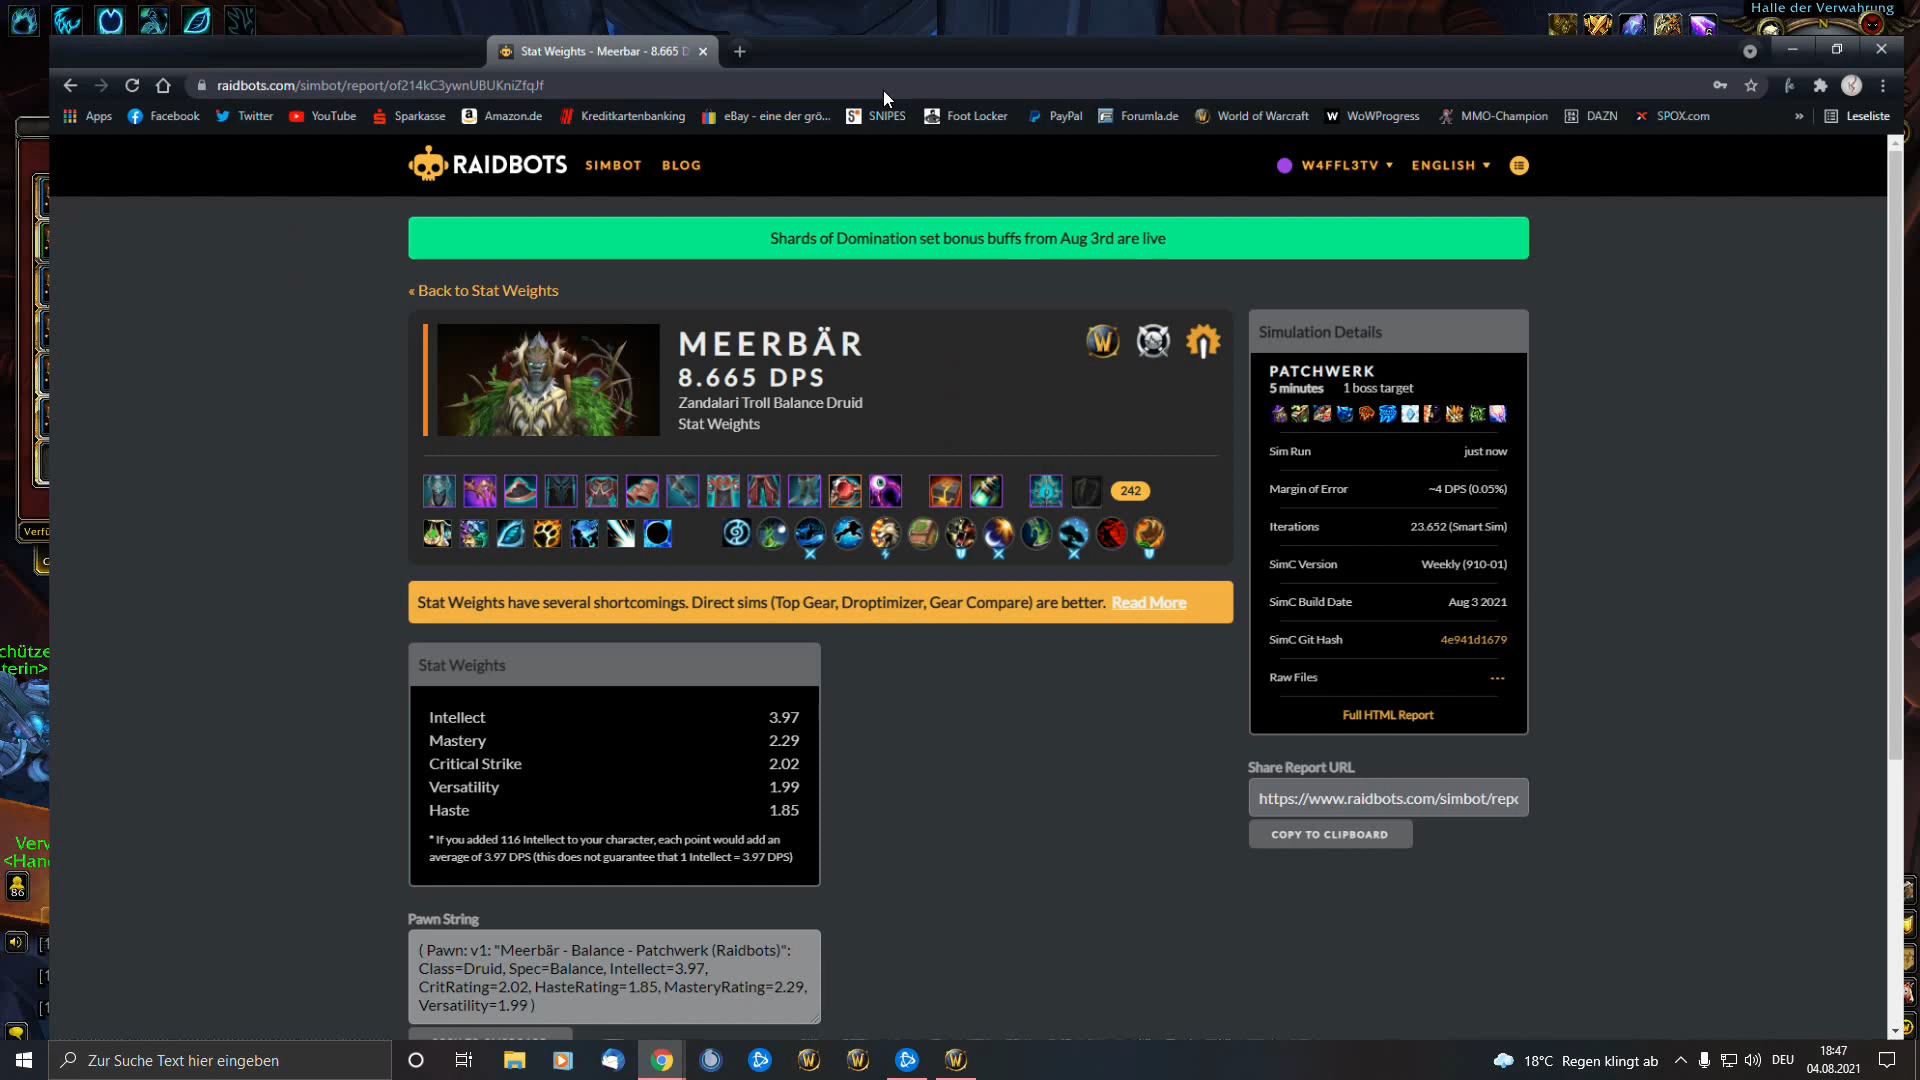 Halle der Verwahrung
Stat Weights - Meerbar - 8.665 D
raidbots.com/simbot/report/of214kC3ywnUBUKniZfqJf
Apps Facebook Twitter YouTube Sparkasse Amazon.de Kreditkartenbanking eBay - eine der grö... SNIPES Foot Locker PayPal Forumla.de World of Warcraft WoWProgress MMO-Champion DAZN SPOX.com » Leseliste
RAIDBOTS SIMBOT BLOG W4FFL3TV ENGLISH
Shards of Domination set bonus buffs from Aug 3rd are live
« Back to Stat Weights
MEERBÄR
8.665 DPS
Zandalari Troll Balance Druid
Stat Weights
242
Stat Weights have several shortcomings. Direct sims (Top Gear, Droptimizer, Gear Compare) are better. Read More
Stat Weights
Intellect 3.97
Mastery 2.29
Critical Strike 2.02
Versatility 1.99
Haste 1.85
* If you added 116 Intellect to your character, each point would add an
average of 3.97 DPS (this does not guarantee that 1 Intellect = 3.97 DPS)
Pawn String
( Pawn: v1: "Meerbär - Balance - Patchwerk (Raidbots)":
Class=Druid, Spec=Balance, Intellect=3.97,
CritRating=2.02, HasteRating=1.85, MasteryRating=2.29,
Versatility=1.99 )
Simulation Details
PATCHWERK
5 minutes 1 boss target
Sim Run just now
Margin of Error ~4 DPS (0.05%)
Iterations 23.652 (Smart Sim)
SimC Version Weekly (910-01)
SimC Build Date Aug 3 2021
SimC Git Hash 4e941d1679
Raw Files
Full HTML Report
Share Report URL
https://www.raidbots.com/simbot/repo
COPY TO CLIPBOARD
Verfü
chütze
terin>
Verv
<Han
86
Zur Suche Text hier eingeben
18°C Regen klingt ab
DEU
18:47
04.08.2021